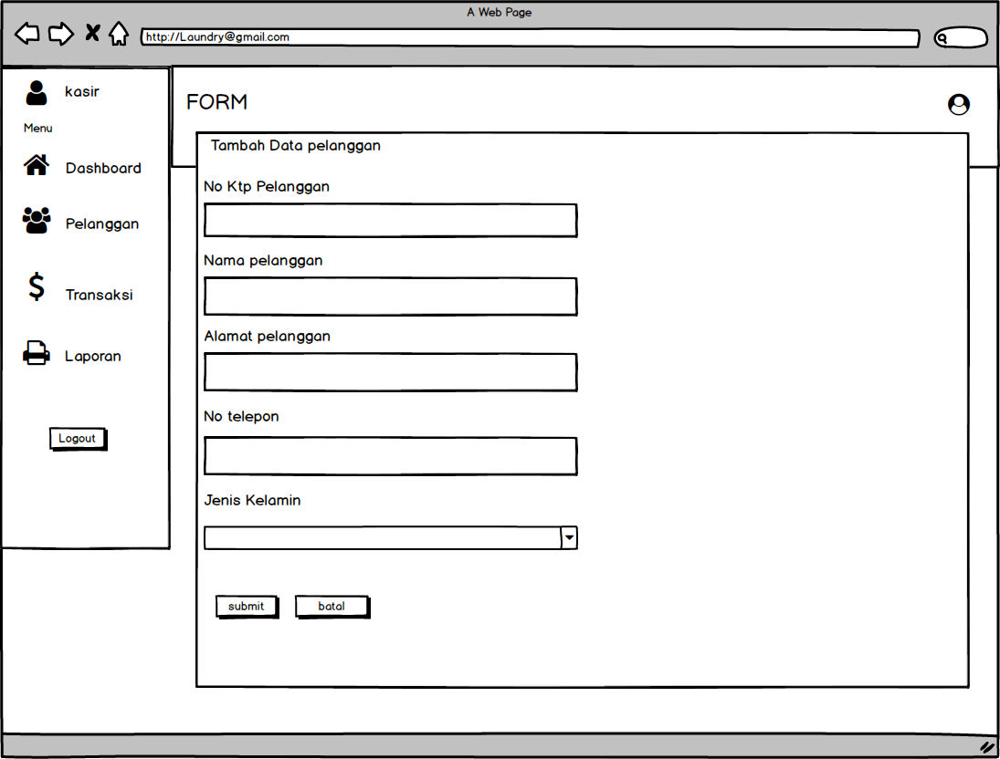 A Web Page
http://Laundry@gmail.com
kasir
Menu
Dashboard
Pelanggan
Transaksi
Laporan
Logout
FORM
Tambah Data pelanggan
No Ktp Pelanggan
Nama pelanggan
Alamat pelanggan
No telepon
Jenis Kelamin
submit
batal